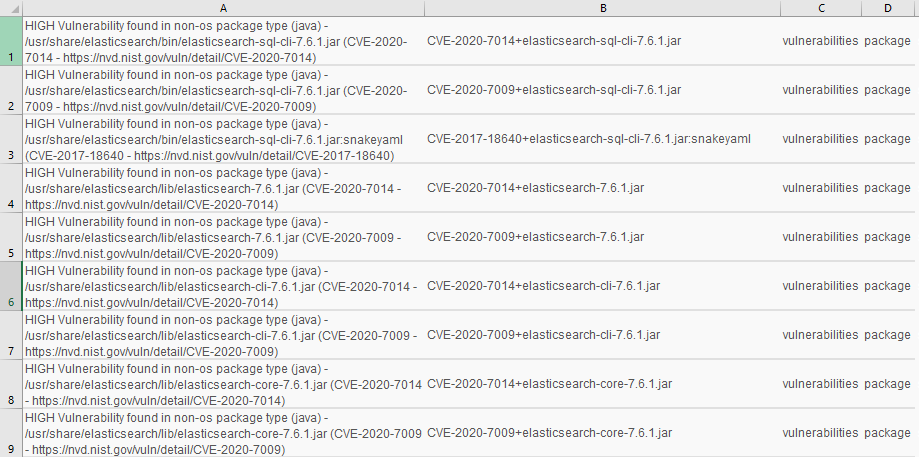 A B C D
HIGH Vulnerability found in non-os package type (java) -
/usr/share/elasticsearch/bin/elasticsearch-sql-cli-7.6.1.jar (CVE-2020-
1 7014 - https://nvd.nist.gov/vuln/detail/CVE-2020-7014)
CVE-2020-7014+elasticsearch-sql-cli-7.6.1.jar vulnerabilities package
HIGH Vulnerability found in non-os package type (java) -
/usr/share/elasticsearch/bin/elasticsearch-sql-cli-7.6.1.jar (CVE-2020-
2 7009 - https://nvd.nist.gov/vuln/detail/CVE-2020-7009)
CVE-2020-7009+elasticsearch-sql-cli-7.6.1.jar vulnerabilities package
HIGH Vulnerability found in non-os package type (java) -
/usr/share/elasticsearch/bin/elasticsearch-sql-cli-7.6.1.jar:snakeyaml
3 (CVE-2017-18640 - https://nvd.nist.gov/vuln/detail/CVE-2017-18640)
CVE-2017-18640+elasticsearch-sql-cli-7.6.1.jar:snakeyaml vulnerabilities package
HIGH Vulnerability found in non-os package type (java) -
/usr/share/elasticsearch/lib/elasticsearch-7.6.1.jar (CVE-2020-7014 -
4 https://nvd.nist.gov/vuln/detail/CVE-2020-7014)
CVE-2020-7014+elasticsearch-7.6.1.jar vulnerabilities package
HIGH Vulnerability found in non-os package type (java) -
/usr/share/elasticsearch/lib/elasticsearch-7.6.1.jar (CVE-2020-7009 -
5 https://nvd.nist.gov/vuln/detail/CVE-2020-7009)
CVE-2020-7009+elasticsearch-7.6.1.jar vulnerabilities package
HIGH Vulnerability found in non-os package type (java) -
/usr/share/elasticsearch/lib/elasticsearch-cli-7.6.1.jar (CVE-2020-7014 -
6 https://nvd.nist.gov/vuln/detail/CVE-2020-7014)
CVE-2020-7014+elasticsearch-cli-7.6.1.jar vulnerabilities package
HIGH Vulnerability found in non-os package type (java) -
/usr/share/elasticsearch/lib/elasticsearch-cli-7.6.1.jar (CVE-2020-7009 -
7 https://nvd.nist.gov/vuln/detail/CVE-2020-7009)
CVE-2020-7009+elasticsearch-cli-7.6.1.jar vulnerabilities package
HIGH Vulnerability found in non-os package type (java) -
/usr/share/elasticsearch/lib/elasticsearch-core-7.6.1.jar (CVE-2020-7014
8 - https://nvd.nist.gov/vuln/detail/CVE-2020-7014)
CVE-2020-7014+elasticsearch-core-7.6.1.jar vulnerabilities package
HIGH Vulnerability found in non-os package type (java) -
/usr/share/elasticsearch/lib/elasticsearch-core-7.6.1.jar (CVE-2020-7009
9 - https://nvd.nist.gov/vuln/detail/CVE-2020-7009)
CVE-2020-7009+elasticsearch-core-7.6.1.jar vulnerabilities package